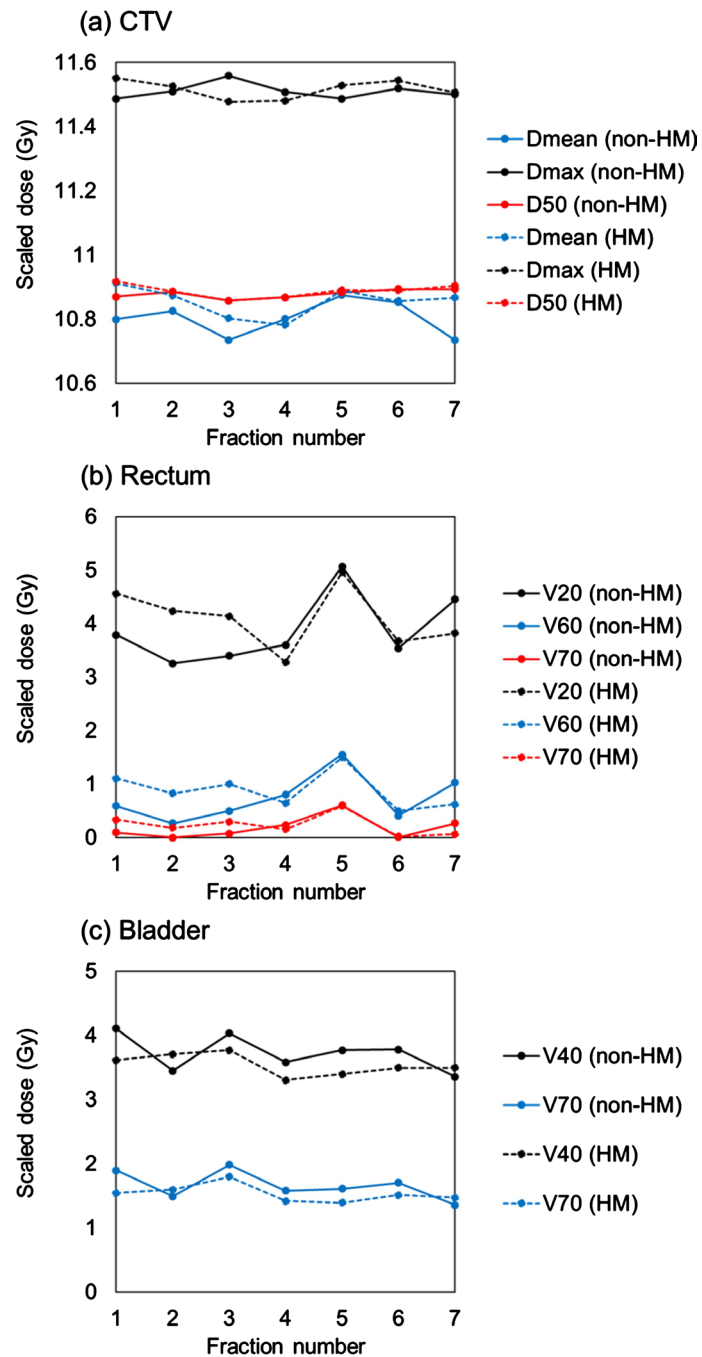 (a) CTV
Scaled dose (Gy)
11.6
11.4
11.2
11
10.8
10.6
1 2 3 4 5 6 7
Fraction number
Dmean (non-HM)
Dmax (non-HM)
D50 (non-HM)
Dmean (HM)
Dmax (HM)
D50 (HM)
(b) Rectum
Scaled dose (Gy)
6
5
4
3
2
1
0
1 2 3 4 5 6 7
Fraction number
V20 (non-HM)
V60 (non-HM)
V70 (non-HM)
V20 (HM)
V60 (HM)
V70 (HM)
(c) Bladder
Scaled dose (Gy)
5
4
3
2
1
0
1 2 3 4 5 6 7
Fraction number
V40 (non-HM)
V70 (non-HM)
V40 (HM)
V70 (HM)